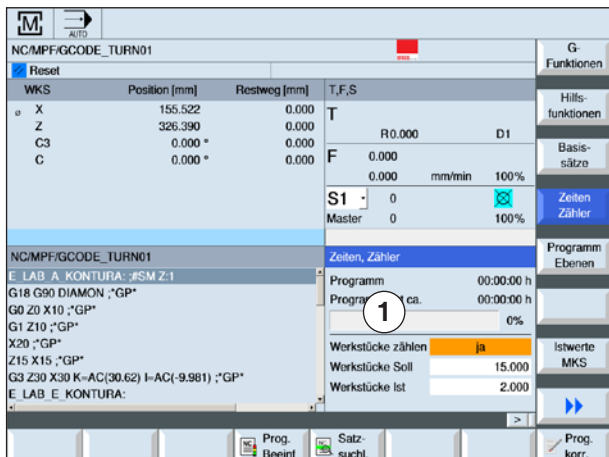 M
AUTO
NC/MPF/GCODE_TURN01
Reset
WKS Position [mm] Restweg [mm]
ø X 155.522 0.000
Z 326.390 0.000
C3 0.000 ° 0.000
C 0.000 ° 0.000
T,F,S
T
R0.000 D1
F 0.000
0.000 mm/min 100%
S1 0
Master 0 100%
NC/MPF/GCODE_TURN01
E_LAB_A_KONTURA: ;#SM Z:1
G18 G90 DIAMON ;*GP*
G0 Z0 X10 ;*GP*
G1 Z10 ;*GP*
X20 ;*GP*
Z15 X15 ;*GP*
G3 Z30 X30 K=AC(30.62) I=AC(-9.981) ;*GP*
E_LAB_E_KONTURA:
Zeiten, Zähler
Programm 00:00:00 h
ca. 00:00:00 h
1
0%
Werkstücke zählen ja
Werkstücke Soll 15.000
Werkstücke Ist 2.000
>
G-
Funktionen
Hilfs-
funktionen
Basis-
sätze
Zeiten
Zähler
Programm
Ebenen
Istwerte
MKS
NC
Prog.
Beeinf.
NC
Satz-
suchl.
Prog.
korr.